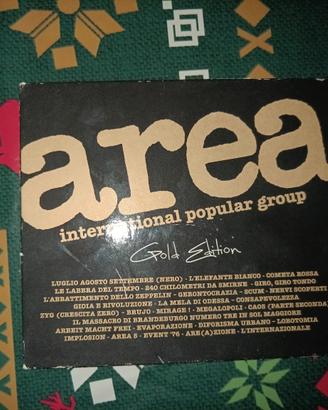 area
international popular group
Gold Edition
LUGLIO AGOSTO SETTEMBRE (NERO) - L'ELEFANTE BIANCO - COMETA ROSSA
LE LABBRA DEL TEMPO - 240 CHILOMETRI DA SMIRNE - GIRO, GIRO TONDO
L'ABBATTIMENTO DELLO ZEPPELIN - GERONTOCRAZIA - SCUM - NERVI SCOPERTI
GIOIA E RIVOLUZIONE - LA MELA DI ODESSA - CONSAPEVOLEZZA
ZYG (CRESCITA ZERO) - BRUJO - MIRAGE! - MEGALOPOLI - CAOS (PARTE SECONDA)
IL MASSACRO DI BRANDEBURGO NUMERO TRE IN SOL MAGGIORE
ARBEIT MACHT FREI - EVAPORAZIONE - DIFORISMA URBANO - LOBOTOMIA
IMPLOSION - AREA 5 - EVENT '76 - ARE(A)ZIONE - L'INTERNAZIONALE